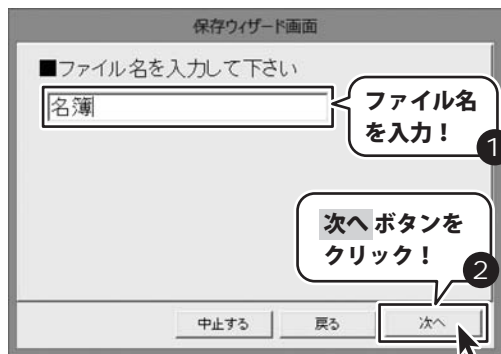 保存ウィザード画面
■ファイル名を入力して下さい
名簿
ファイル名
を入力！
1
次へ ボタンを
クリック！
2
中止する
戻る
次へ